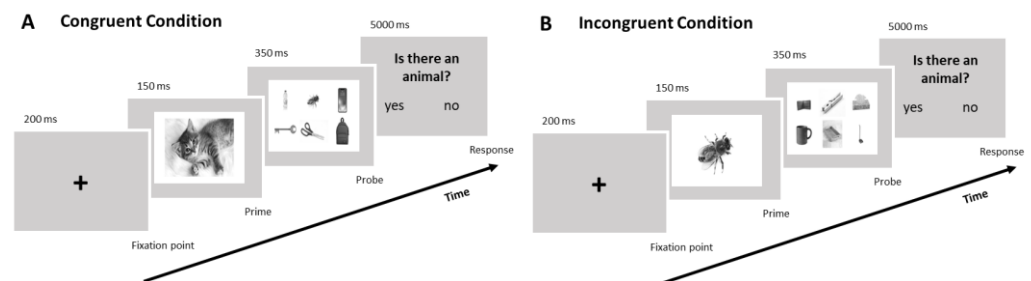 A Congruent Condition
200 ms
+
Fixation point
150 ms
Prime
350 ms
Probe
5000 ms
Is there an
animal?
yes no
Response
Time
B Incongruent Condition
200 ms
+
Fixation point
150 ms
Prime
350 ms
Probe
5000 ms
Is there an
animal?
yes no
Response
Time